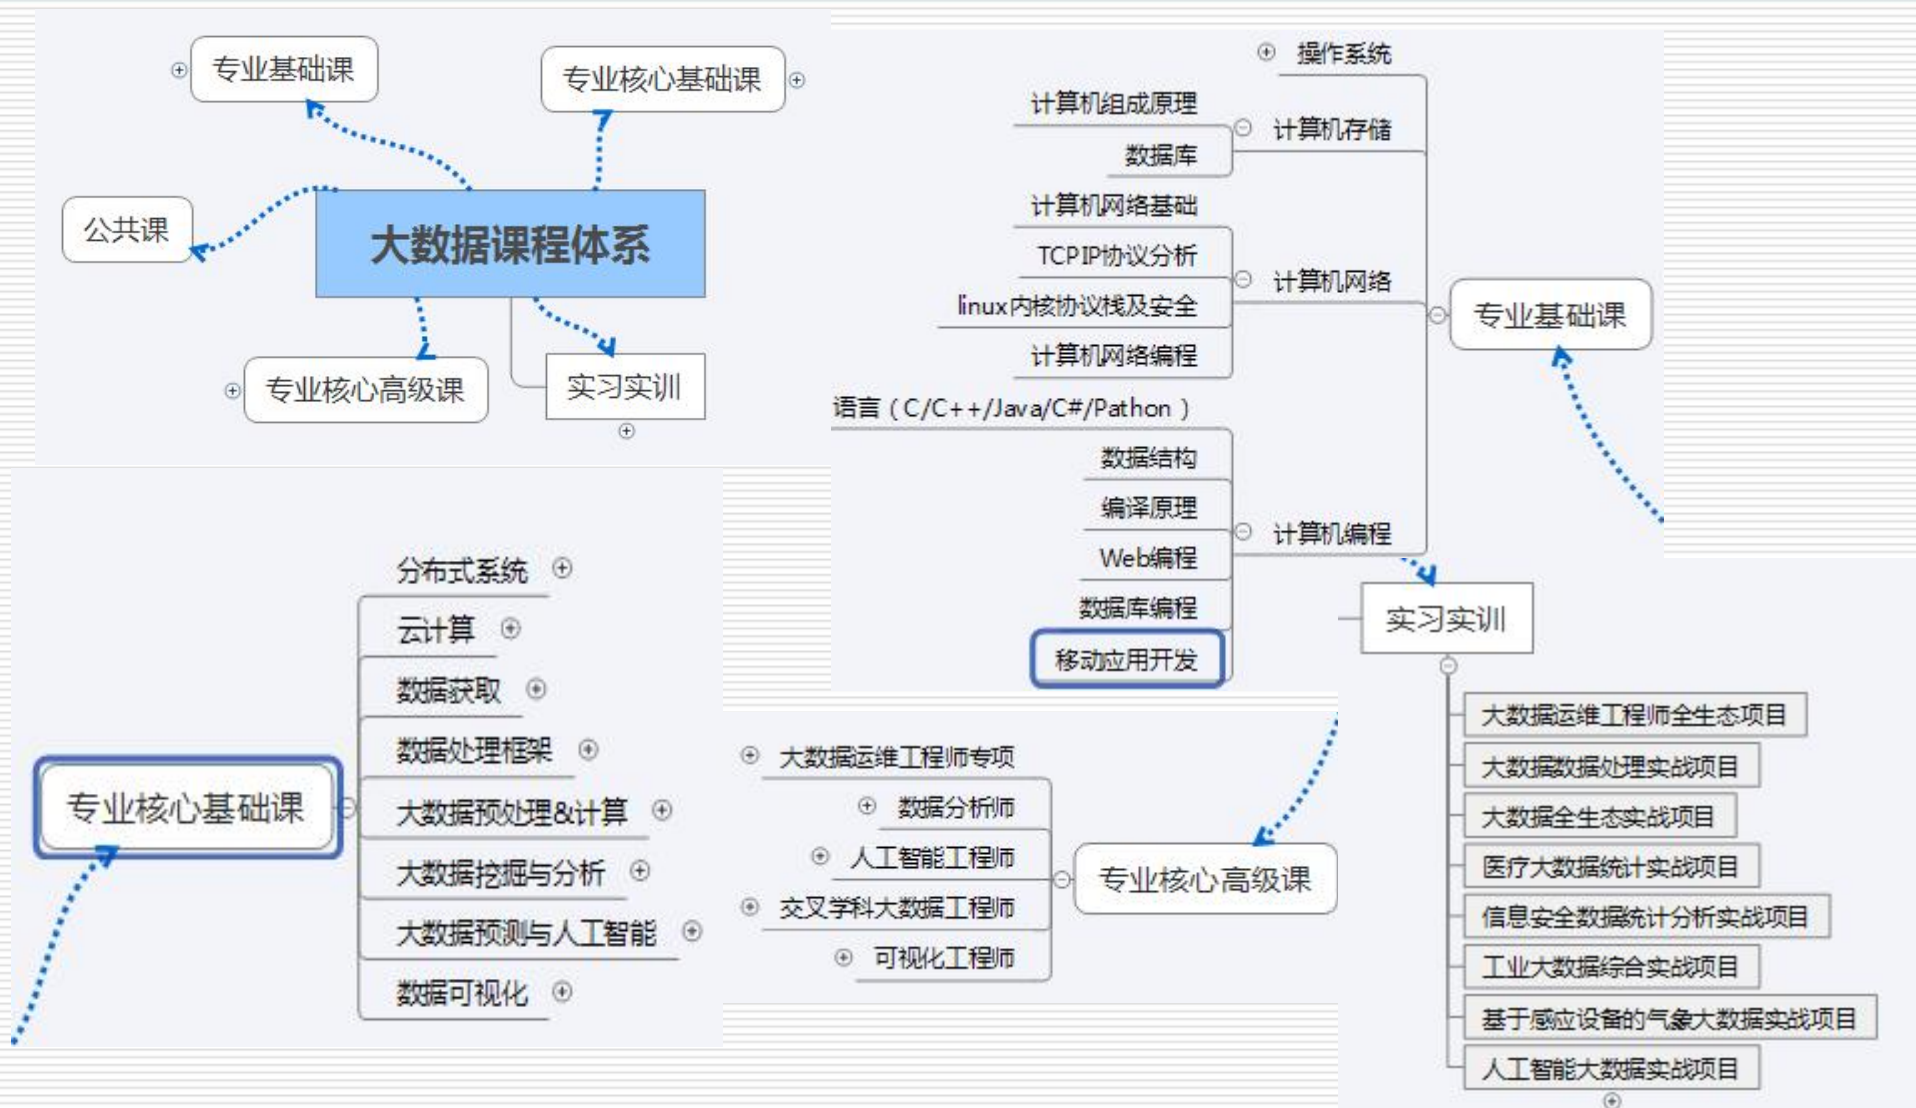 专业基础课
专业核心基础课
公共课
大数据课程体系
专业核心高级课
实习实训
操作系统
计算机组成原理
计算机存储
数据库
计算机网络基础
TCPIP协议分析
计算机网络
linux内核协议栈及安全
计算机网络编程
专业基础课
语言（C/C++/Java/C#/Pathon）
数据结构
编译原理
计算机编程
Web编程
数据库编程
移动应用开发
专业核心基础课
分布式系统
云计算
数据获取
数据处理框架
大数据预处理&计算
大数据挖掘与分析
大数据预测与人工智能
数据可视化
大数据运维工程师专项
数据分析师
人工智能工程师
交叉学科大数据工程师
可视化工程师
专业核心高级课
实习实训
大数据运维工程师全生态项目
大数据数据处理实战项目
大数据全生态实战项目
医疗大数据统计实战项目
信息安全数据统计分析实战项目
工业大数据综合实战项目
基于感应设备的气象大数据实战项目
人工智能大数据实战项目